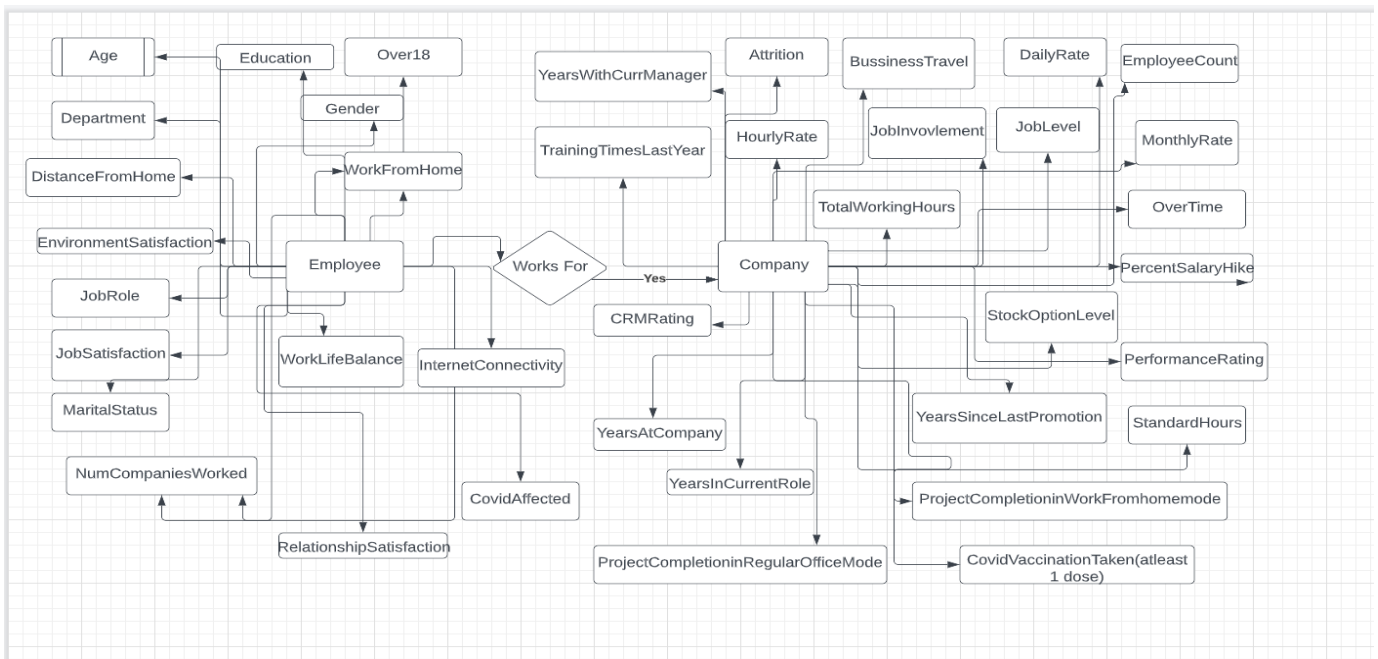 Age
Education
Over18
Gender
Department
WorkFromHome
DistanceFromHome
EnvironmentSatisfaction
Employee
JobRole
JobSatisfaction
WorkLifeBalance
InternetConnectivity
MaritalStatus
NumCompaniesWorked
CovidAffected
RelationshipSatisfaction
Works For
Yes
YearsWithCurrManager
Attrition
BussinessTravel
DailyRate
EmployeeCount
TrainingTimesLastYear
HourlyRate
JobInvovlement
JobLevel
MonthlyRate
TotalWorkingHours
OverTime
Company
PercentSalaryHike
CRMRating
StockOptionLevel
PerformanceRating
YearsAtCompany
YearsSinceLastPromotion
StandardHours
YearsInCurrentRole
ProjectCompletioninWorkFromhomemode
ProjectCompletioninRegularOfficeMode
CovidVaccinationTaken(atleast
1 dose)